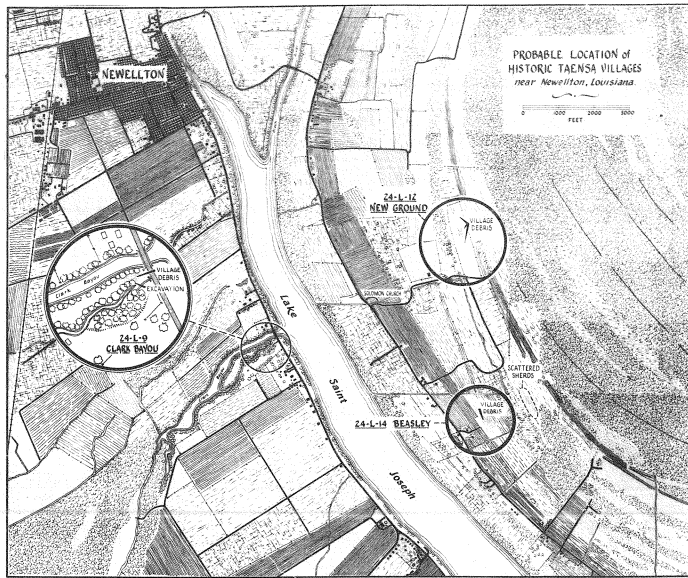 PROBABLE LOCATION of
HISTORIC TAENSA VILLAGES
near Newellton, Louisiana.
0 1000 2000 3000
FEET
NEWELLTON
24-L-12
NEW GROUND
VILLAGE
DEBRIS
VILLAGE
DEBRIS
EXCAVATION
CLARK BAYOU
24-L-9
CLARK BAYOU
SOLOMON CHURCH
Lake
Saint
Joseph
SCATTERED
SHERDS
VILLAGE
DEBRIS
24-L-14 BEASLEY